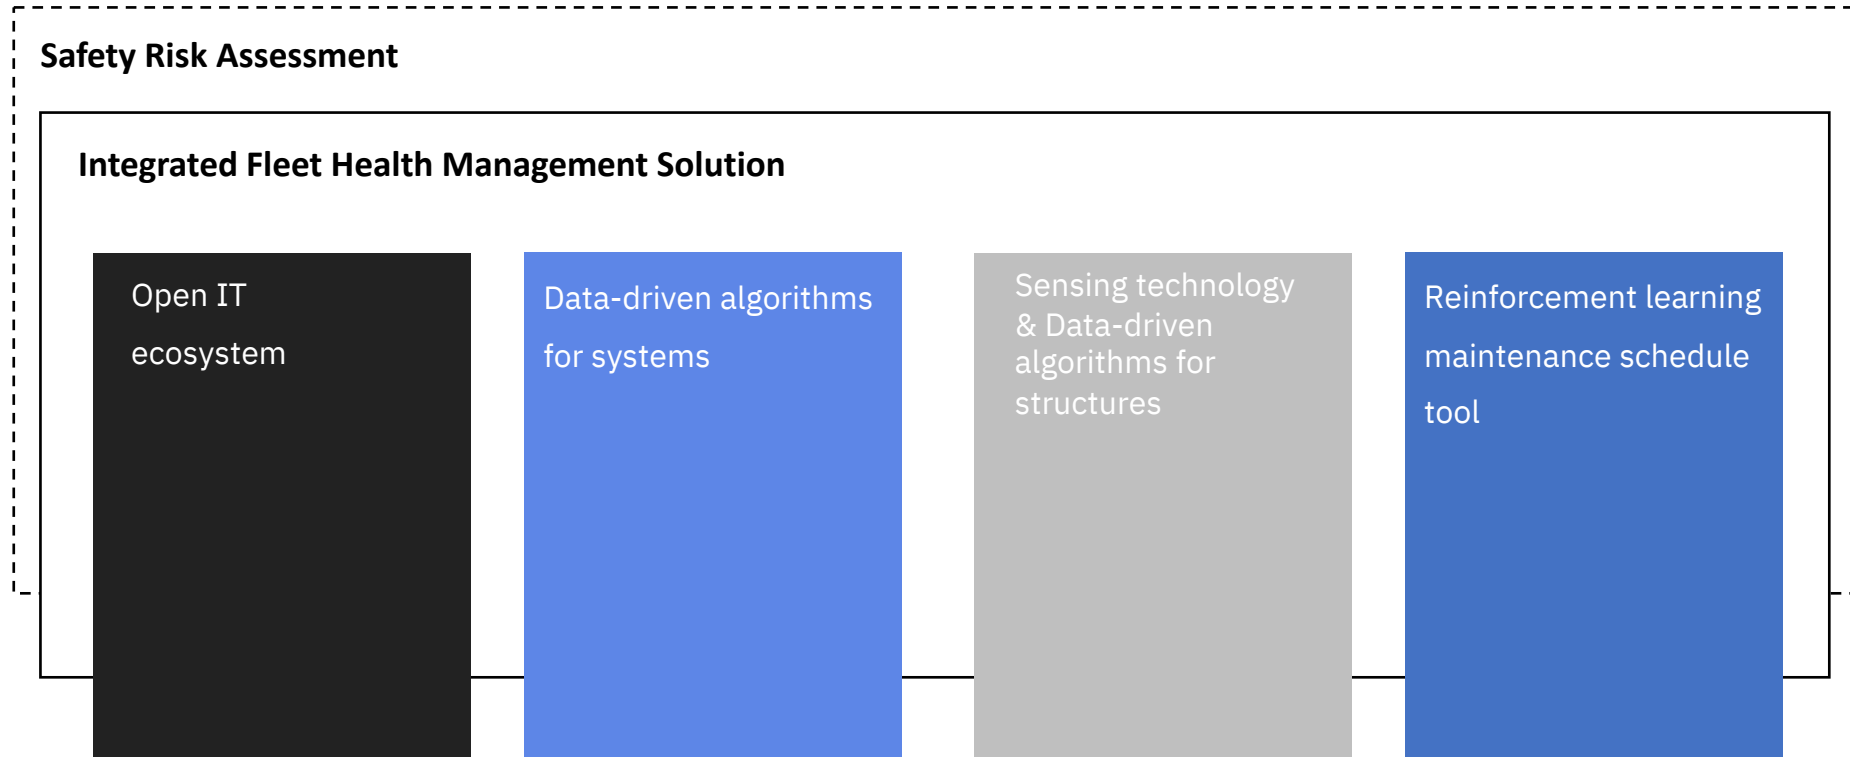 Safety Risk Assessment
Integrated Fleet Health Management Solution
Open IT
ecosystem
Data-driven algorithms
for systems
Sensing technology
& Data-driven
algorithms for
structures
Reinforcement learning
maintenance schedule
tool